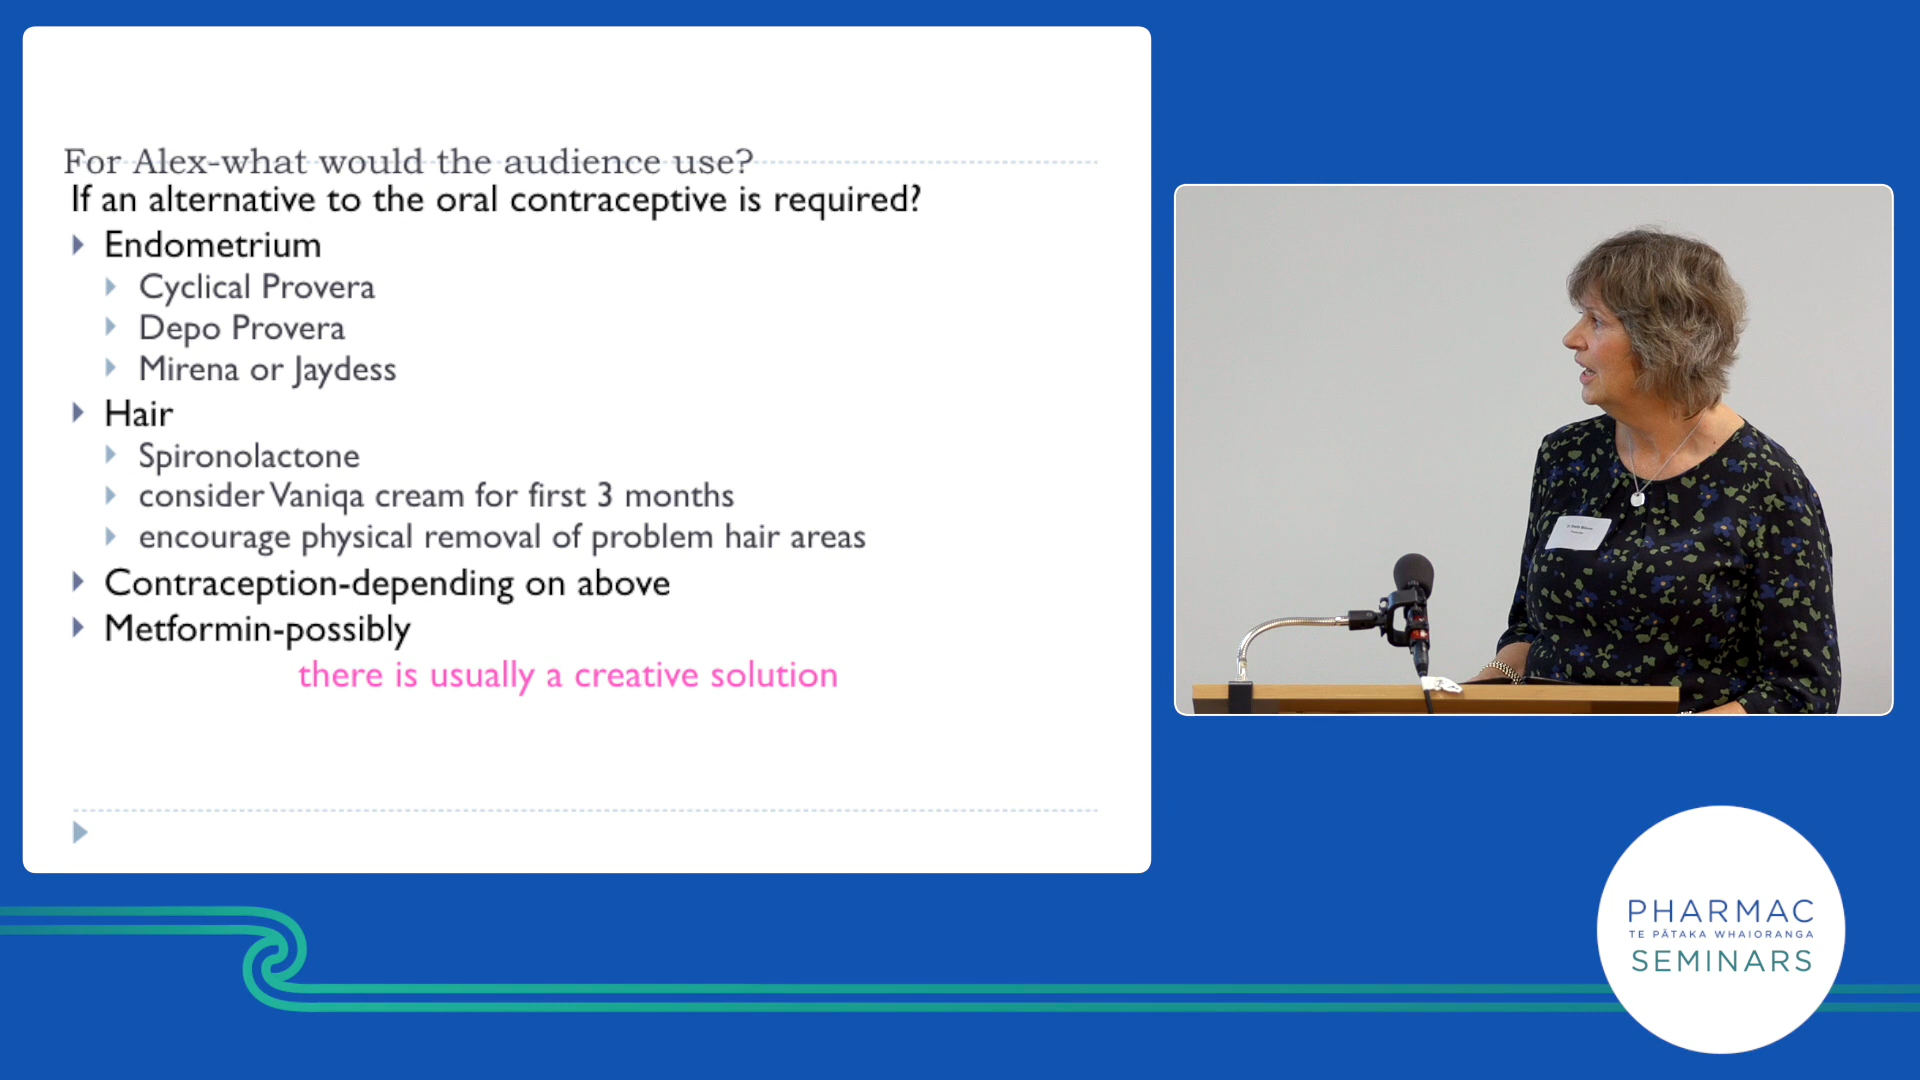 For Alex-what would the audience use?
If an alternative to the oral contraceptive is required?
Endometrium
Cyclical Provera
Depo Provera
Mirena or Jaydess
Hair
Spironolactone
consider Vaniqa cream for first 3 months
encourage physical removal of problem hair areas
Contraception-depending on above
Metformin-possibly
there is usually a creative solution
PHARMAC
TE PĀTAKA WHAIORANGA
SEMINARS